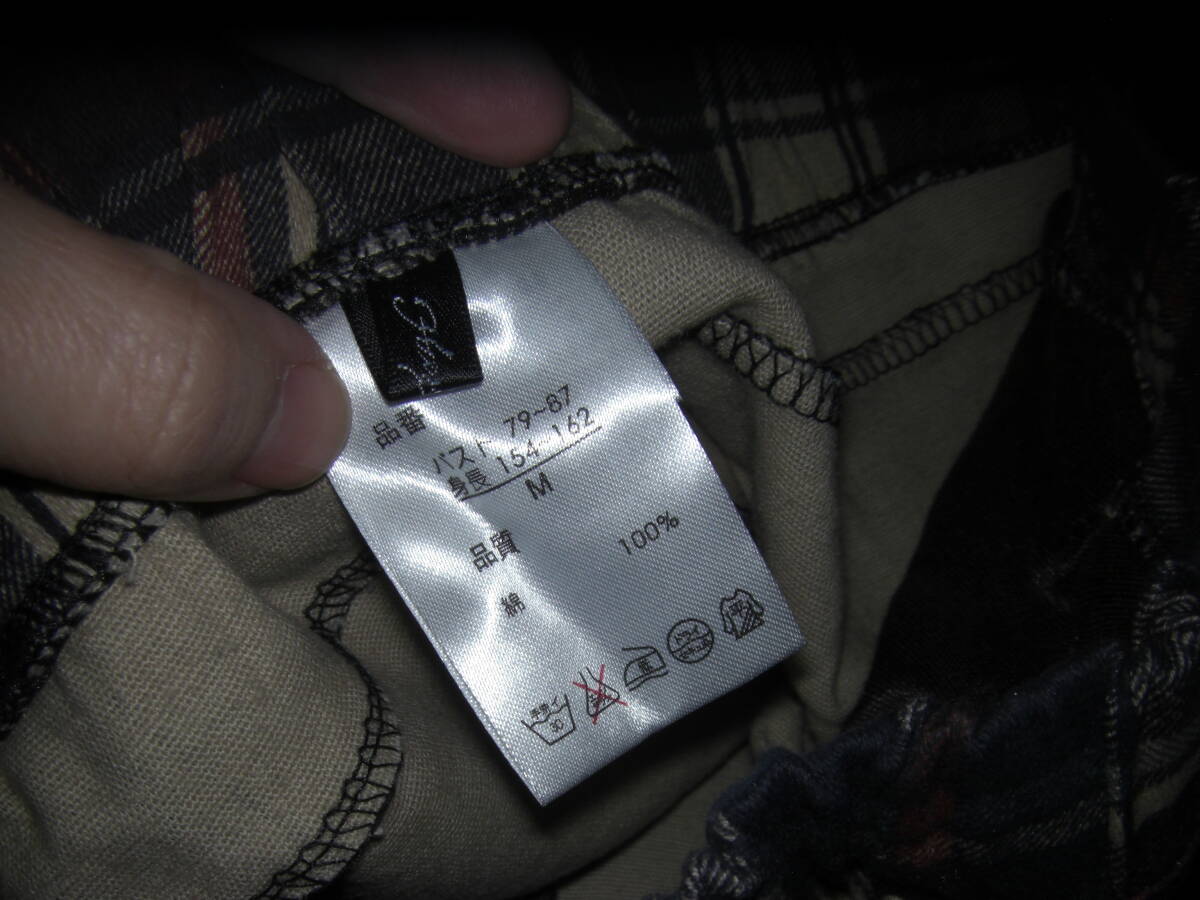 品番
バスト 79~87
身長 154~162
M
品質
綿 100%